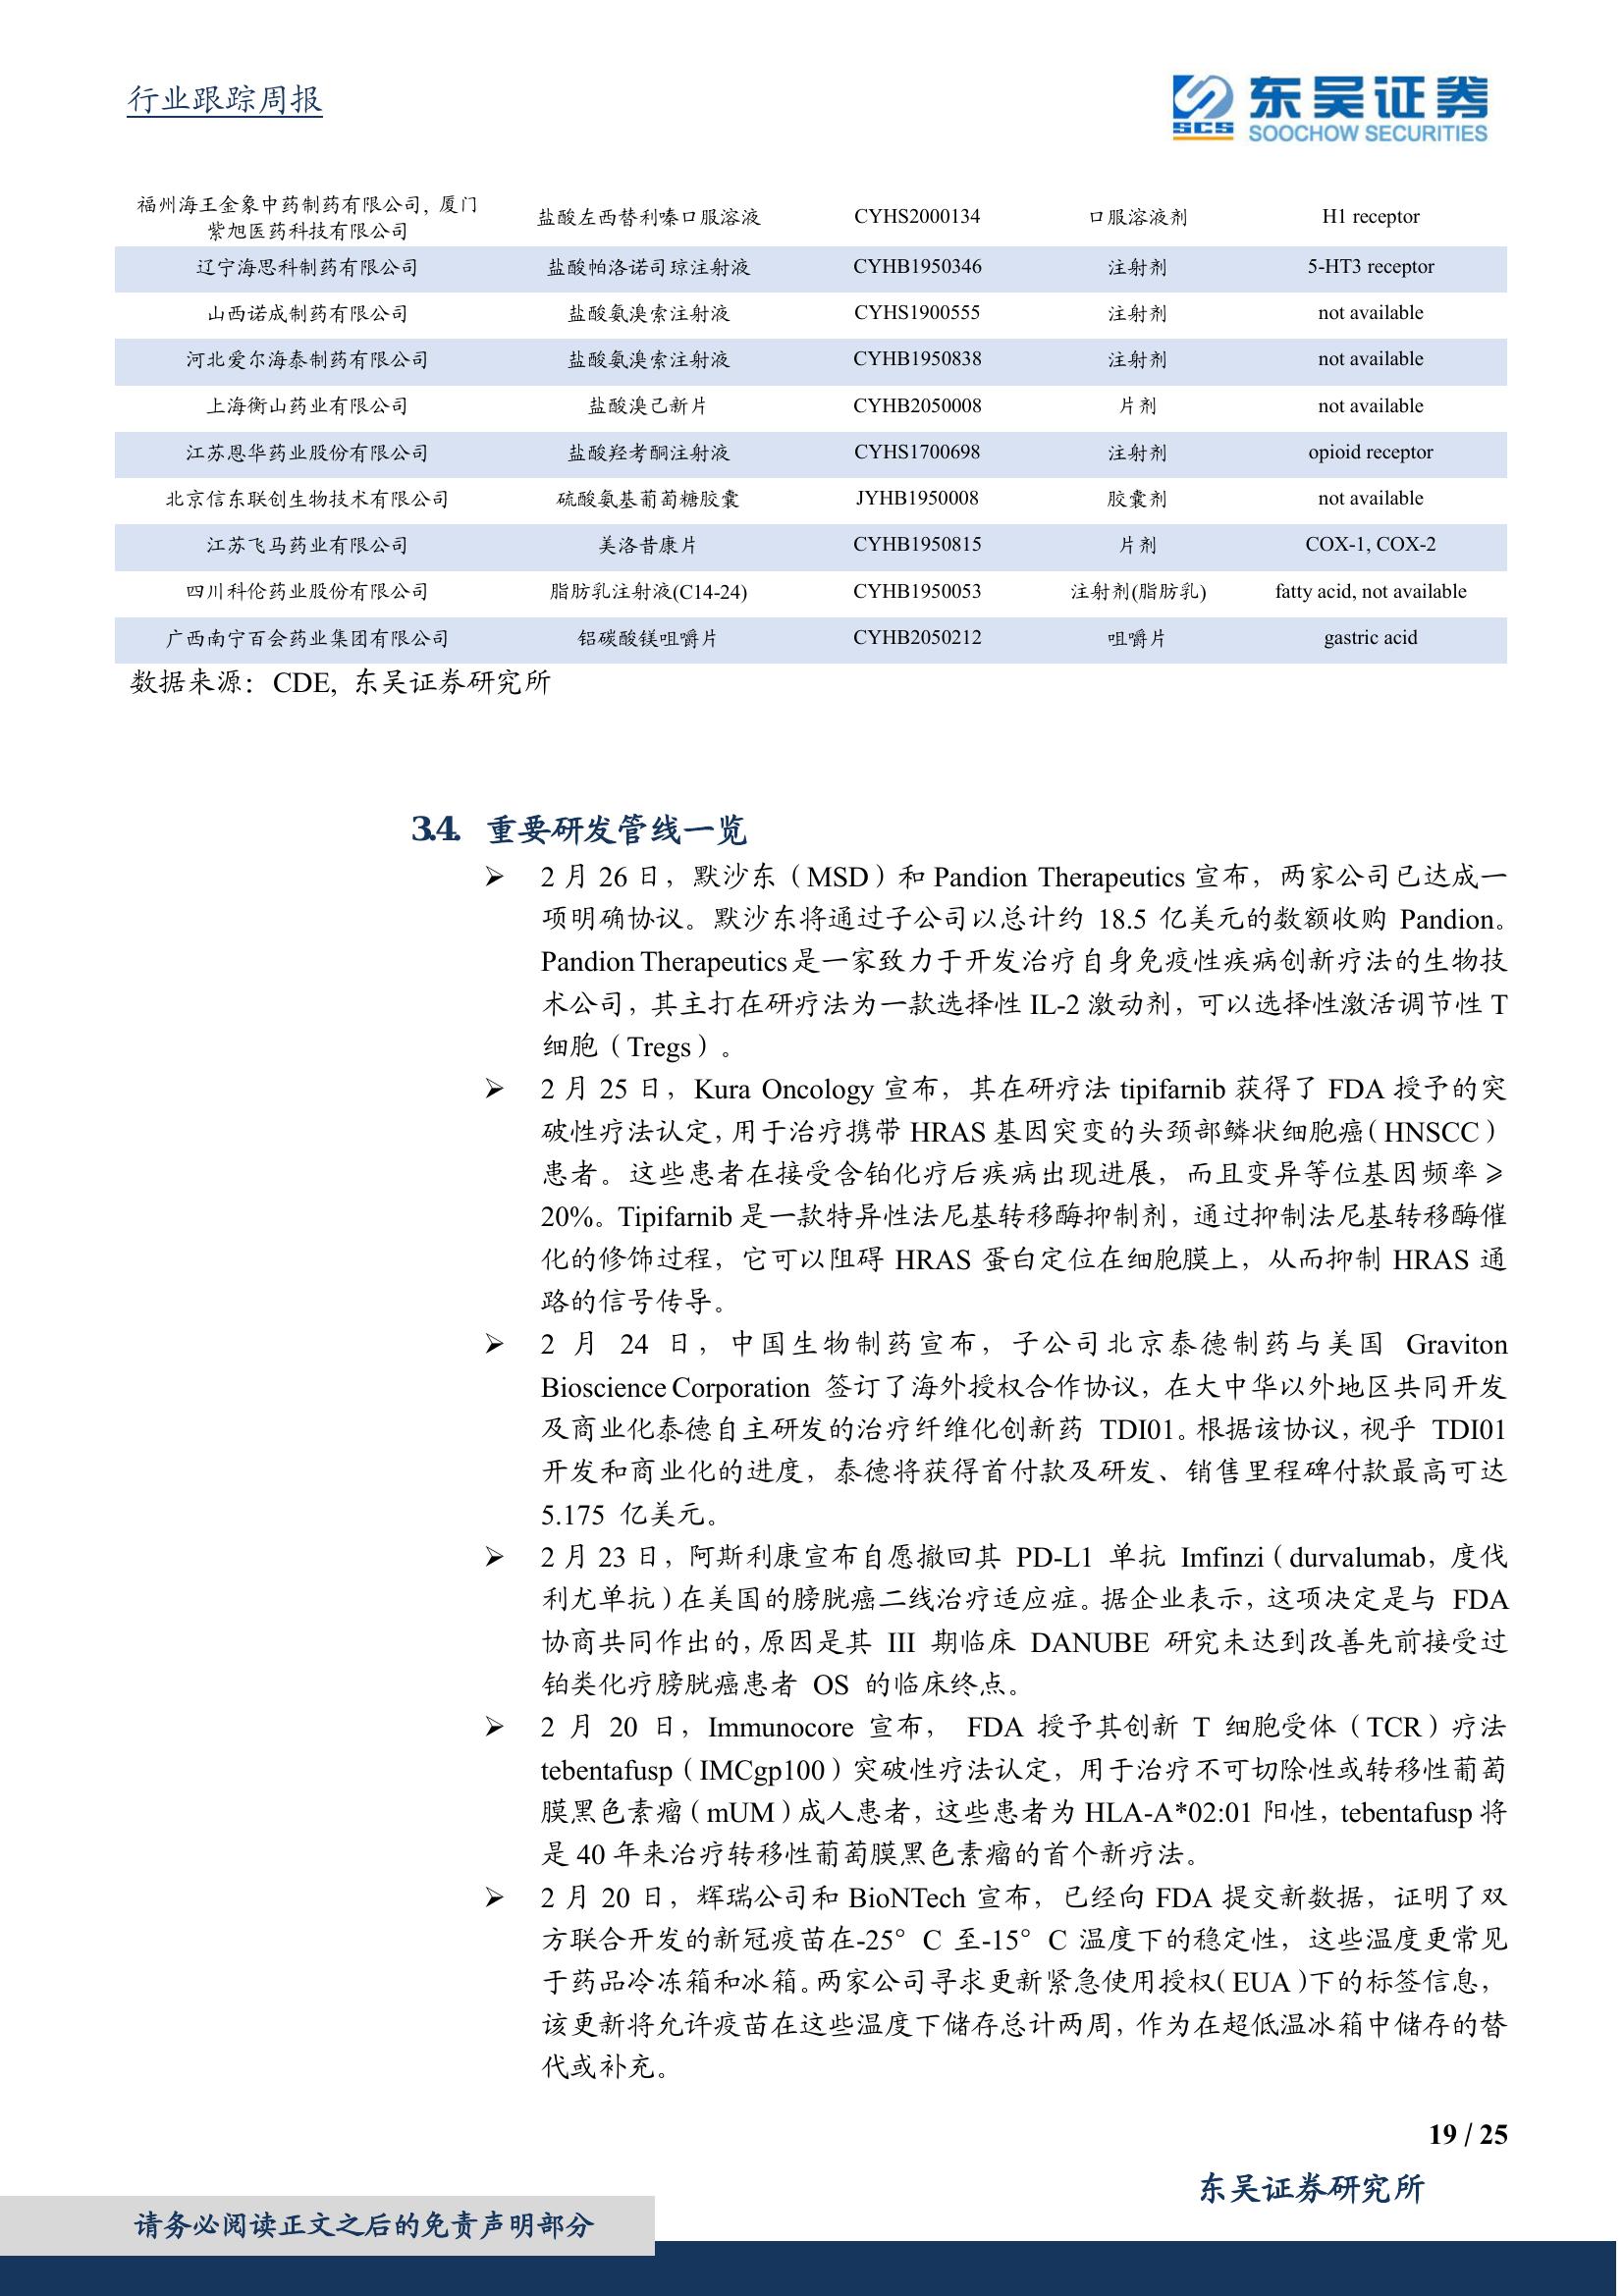 行业跟踪周报
东吴证券
SCS
SOOCHOW SECURITIES
福州海王金象中药制药有限公司, 厦门
紫旭医药科技有限公司 盐酸左西替利嗪口服溶液 CYHS2000134 口服溶液剂 H1 receptor
辽宁海思科制药有限公司 盐酸帕洛诺司琼注射液 CYHB1950346 注射剂 5-HT3 receptor
山西诺成制药有限公司 盐酸氨溴索注射液 CYHS1900555 注射剂 not available
河北爱尔海泰制药有限公司 盐酸氨溴索注射液 CYHB1950838 注射剂 not available
上海衡山药业有限公司 盐酸溴己新片 CYHB2050008 片剂 not available
江苏恩华药业股份有限公司 盐酸羟考酮注射液 CYHS1700698 注射剂 opioid receptor
北京信东联创生物技术有限公司 硫酸氨基葡萄糖胶囊 JYHB1950008 胶囊剂 not available
江苏飞马药业有限公司 美洛昔康片 CYHB1950815 片剂 COX-1, COX-2
四川科伦药业股份有限公司 脂肪乳注射液(C14-24) CYHB1950053 注射剂(脂肪乳) fatty acid, not available
广西南宁百会药业集团有限公司 铝碳酸镁咀嚼片 CYHB2050212 咀嚼片 gastric acid
数据来源：CDE, 东吴证券研究所
3.4. 重要研发管线一览
➢ 2 月 26 日，默沙东（MSD）和 Pandion Therapeutics 宣布，两家公司已达成一
项明确协议。默沙东将通过子公司以总计约 18.5 亿美元的数额收购 Pandion。
Pandion Therapeutics 是一家致力于开发治疗自身免疫性疾病创新疗法的生物技
术公司，其主打在研疗法为一款选择性 IL-2 激动剂，可以选择性激活调节性 T
细胞（Tregs）。
➢ 2 月 25 日，Kura Oncology 宣布，其在研疗法 tipifarnib 获得了 FDA 授予的突
破性疗法认定，用于治疗携带 HRAS 基因突变的头颈部鳞状细胞癌（HNSCC）
患者。这些患者在接受含铂化疗后疾病出现进展，而且变异等位基因频率≥
20%。Tipifarnib 是一款特异性法尼基转移酶抑制剂，通过抑制法尼基转移酶催
化的修饰过程，它可以阻碍 HRAS 蛋白定位在细胞膜上，从而抑制 HRAS 通
路的信号传导。
➢ 2 月 24 日，中国生物制药宣布，子公司北京泰德制药与美国 Graviton
Bioscience Corporation 签订了海外授权合作协议，在大中华以外地区共同开发
及商业化泰德自主研发的治疗纤维化创新药 TDI01。根据该协议，视乎 TDI01
开发和商业化的进度，泰德将获得首付款及研发、销售里程碑付款最高可达
5.175 亿美元。
➢ 2 月 23 日，阿斯利康宣布自愿撤回其 PD-L1 单抗 Imfinzi（durvalumab，度伐
利尤单抗）在美国的膀胱癌二线治疗适应症。据企业表示，这项决定是与 FDA
协商共同作出的，原因是其 III 期临床 DANUBE 研究未达到改善先前接受过
铂类化疗膀胱癌患者 OS 的临床终点。
➢ 2 月 20 日，Immunocore 宣布， FDA 授予其创新 T 细胞受体（TCR）疗法
tebentafusp（IMCgp100）突破性疗法认定，用于治疗不可切除性或转移性葡萄
膜黑色素瘤（mUM）成人患者，这些患者为 HLA-A*02:01 阳性，tebentafusp 将
是 40 年来治疗转移性葡萄膜黑色素瘤的首个新疗法。
➢ 2 月 20 日，辉瑞公司和 BioNTech 宣布，已经向 FDA 提交新数据，证明了双
方联合开发的新冠疫苗在-25° C 至-15° C 温度下的稳定性，这些温度更常见
于药品冷冻箱和冰箱。两家公司寻求更新紧急使用授权（EUA）下的标签信息，
该更新将允许疫苗在这些温度下储存总计两周，作为在超低温冰箱中储存的替
代或补充。
19 / 25
东吴证券研究所
请务必阅读正文之后的免责声明部分